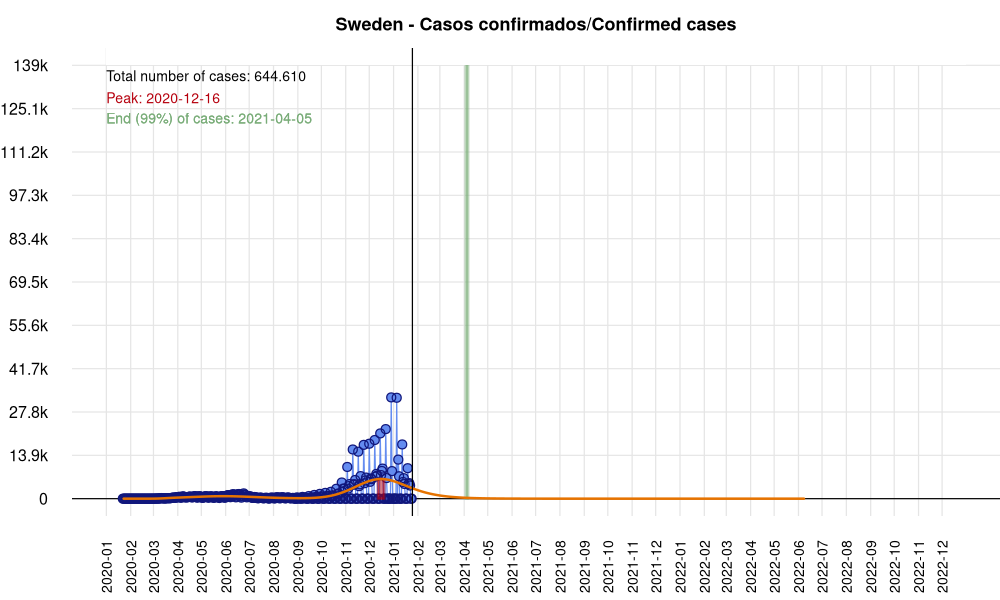 Sweden - Casos confirmados/Confirmed cases
Total number of cases: 644.610
Peak: 2020-12-16
End (99%) of cases: 2021-04-05
139k
125.1k
111.2k
97.3k
83.4k
69.5k
55.6k
41.7k
27.8k
13.9k
0
2020-01
2020-02
2020-03
2020-04
2020-05
2020-06
2020-07
2020-08
2020-09
2020-10
2020-11
2020-12
2021-01
2021-02
2021-03
2021-04
2021-05
2021-06
2021-07
2021-08
2021-09
2021-10
2021-11
2021-12
2022-01
2022-02
2022-03
2022-04
2022-05
2022-06
2022-07
2022-08
2022-09
2022-10
2022-11
2022-12